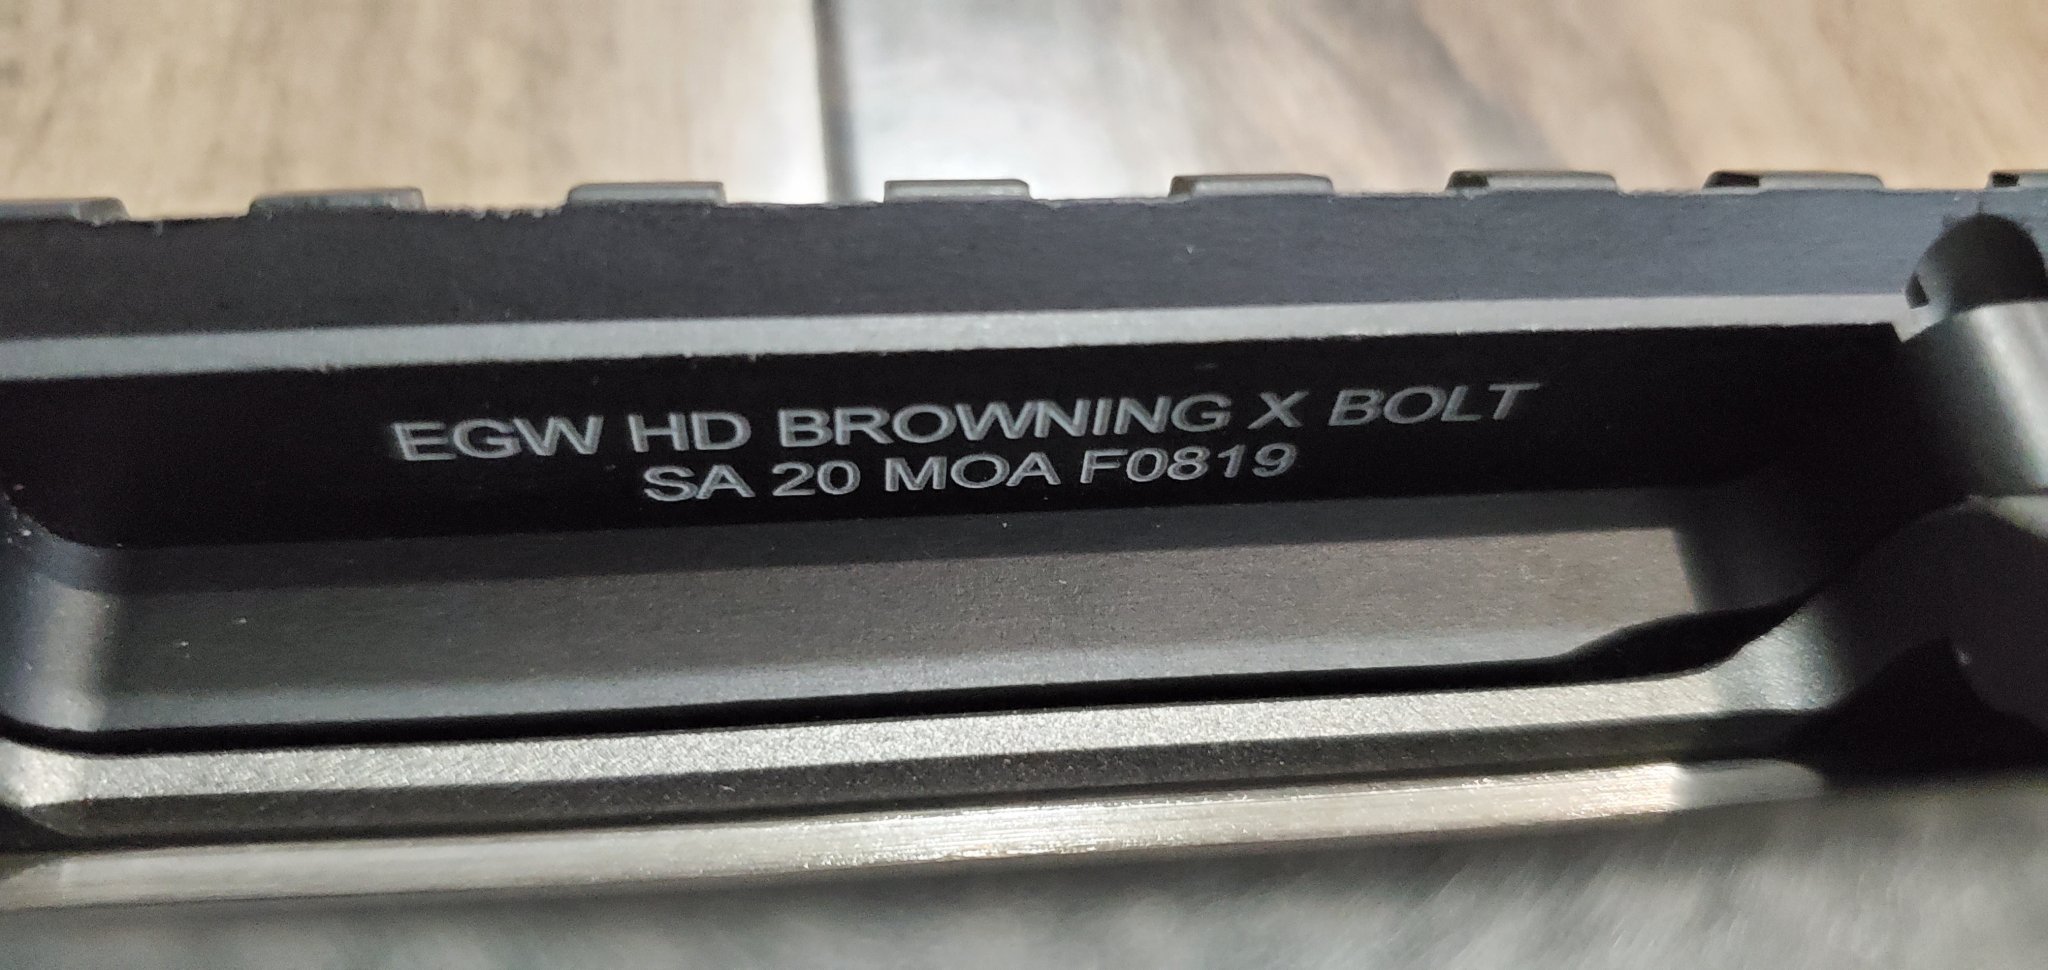 EGW HD BROWNING X BOLT
SA 20 MOA F0819